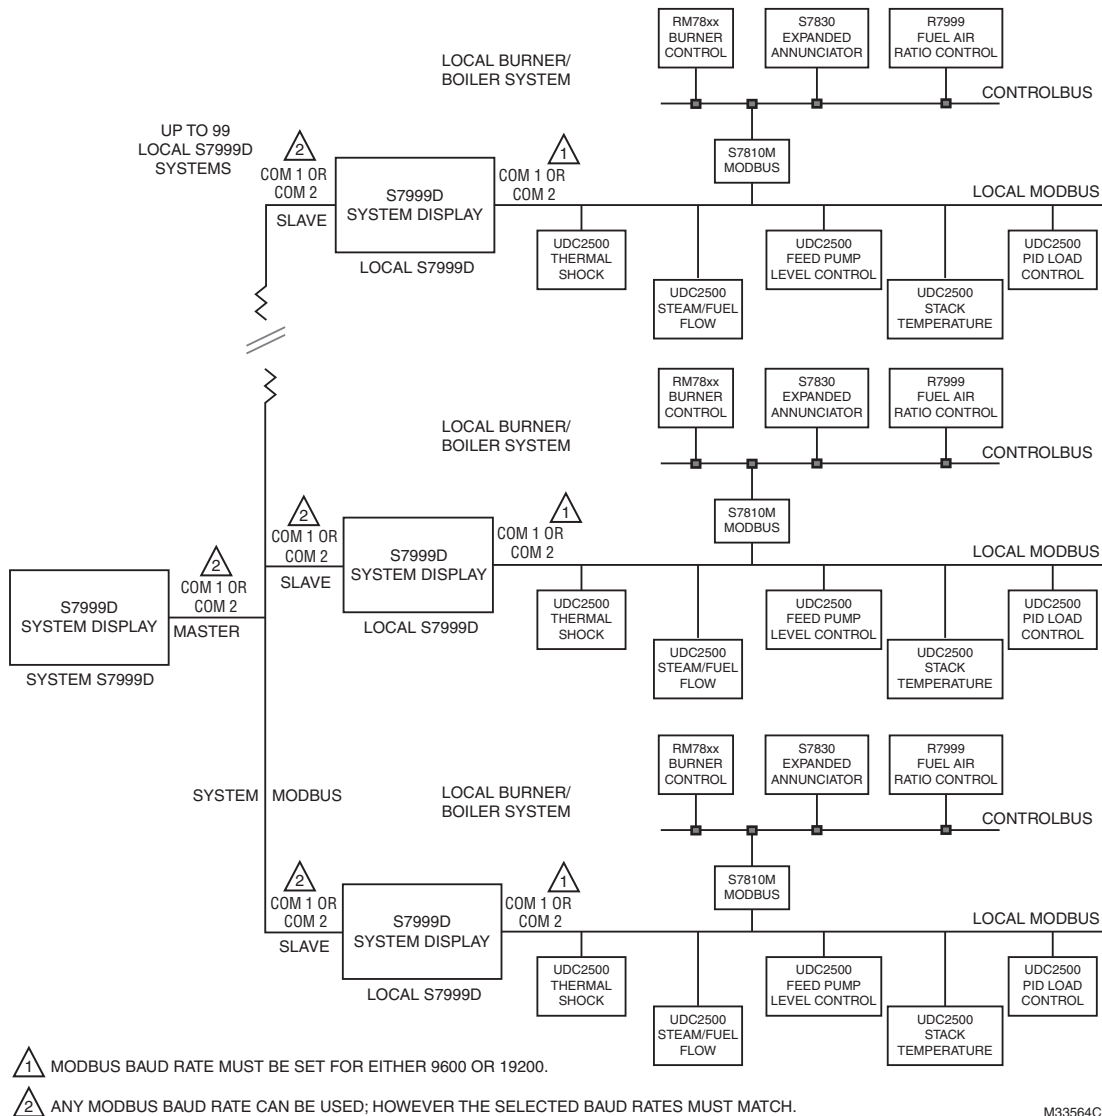 RM78xx
BURNER
CONTROL
S7830
EXPANDED
ANNUNCIATOR
R7999
FUEL AIR
RATIO CONTROL
LOCAL BURNER/
BOILER SYSTEM
CONTROLBUS
UP TO 99
LOCAL S7999D
SYSTEMS
2
COM 1 OR
COM 2
SLAVE
S7999D
SYSTEM DISPLAY
LOCAL S7999D
1
COM 1 OR
COM 2
S7810M
MODBUS
LOCAL MODBUS
UDC2500
THERMAL
SHOCK
UDC2500
STEAM/FUEL
FLOW
UDC2500
FEED PUMP
LEVEL CONTROL
UDC2500
STACK
TEMPERATURE
UDC2500
PID LOAD
CONTROL
RM78xx
BURNER
CONTROL
S7830
EXPANDED
ANNUNCIATOR
R7999
FUEL AIR
RATIO CONTROL
LOCAL BURNER/
BOILER SYSTEM
CONTROLBUS
2
COM 1 OR
COM 2
SLAVE
S7999D
SYSTEM DISPLAY
LOCAL S7999D
1
COM 1 OR
COM 2
S7810M
MODBUS
LOCAL MODBUS
UDC2500
THERMAL
SHOCK
UDC2500
STEAM/FUEL
FLOW
UDC2500
FEED PUMP
LEVEL CONTROL
UDC2500
STACK
TEMPERATURE
UDC2500
PID LOAD
CONTROL
S7999D
SYSTEM DISPLAY
SYSTEM S7999D
2
COM 1 OR
COM 2
MASTER
SYSTEM MODBUS
RM78xx
BURNER
CONTROL
S7830
EXPANDED
ANNUNCIATOR
R7999
FUEL AIR
RATIO CONTROL
LOCAL BURNER/
BOILER SYSTEM
CONTROLBUS
2
COM 1 OR
COM 2
SLAVE
S7999D
SYSTEM DISPLAY
LOCAL S7999D
1
COM 1 OR
COM 2
S7810M
MODBUS
LOCAL MODBUS
UDC2500
THERMAL
SHOCK
UDC2500
STEAM/FUEL
FLOW
UDC2500
FEED PUMP
LEVEL CONTROL
UDC2500
STACK
TEMPERATURE
UDC2500
PID LOAD
CONTROL
1 MODBUS BAUD RATE MUST BE SET FOR EITHER 9600 OR 19200.
2 ANY MODBUS BAUD RATE CAN BE USED; HOWEVER THE SELECTED BAUD RATES MUST MATCH.
M33564C